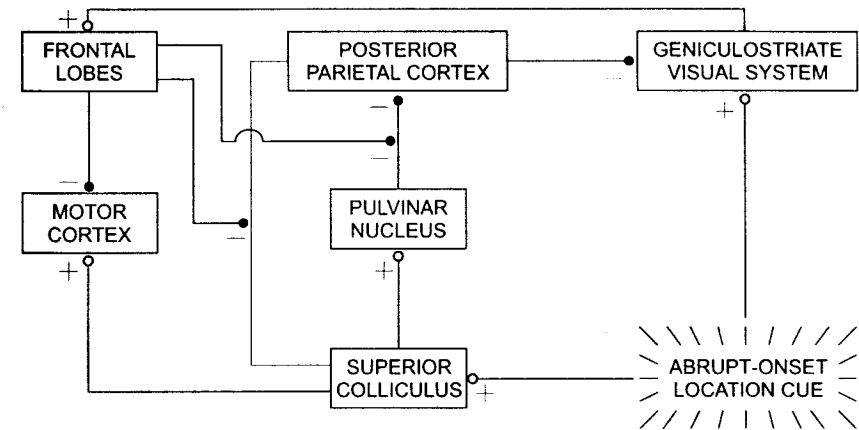 +
FRONTAL
LOBES
POSTERIOR
PARIETAL CORTEX
GENICULOSTRIATE
VISUAL SYSTEM
—
—
+
—
—
MOTOR
CORTEX
PULVINAR
NUCLEUS
—
+
+
SUPERIOR
COLLICULUS
+
ABRUPT-ONSET
LOCATION CUE